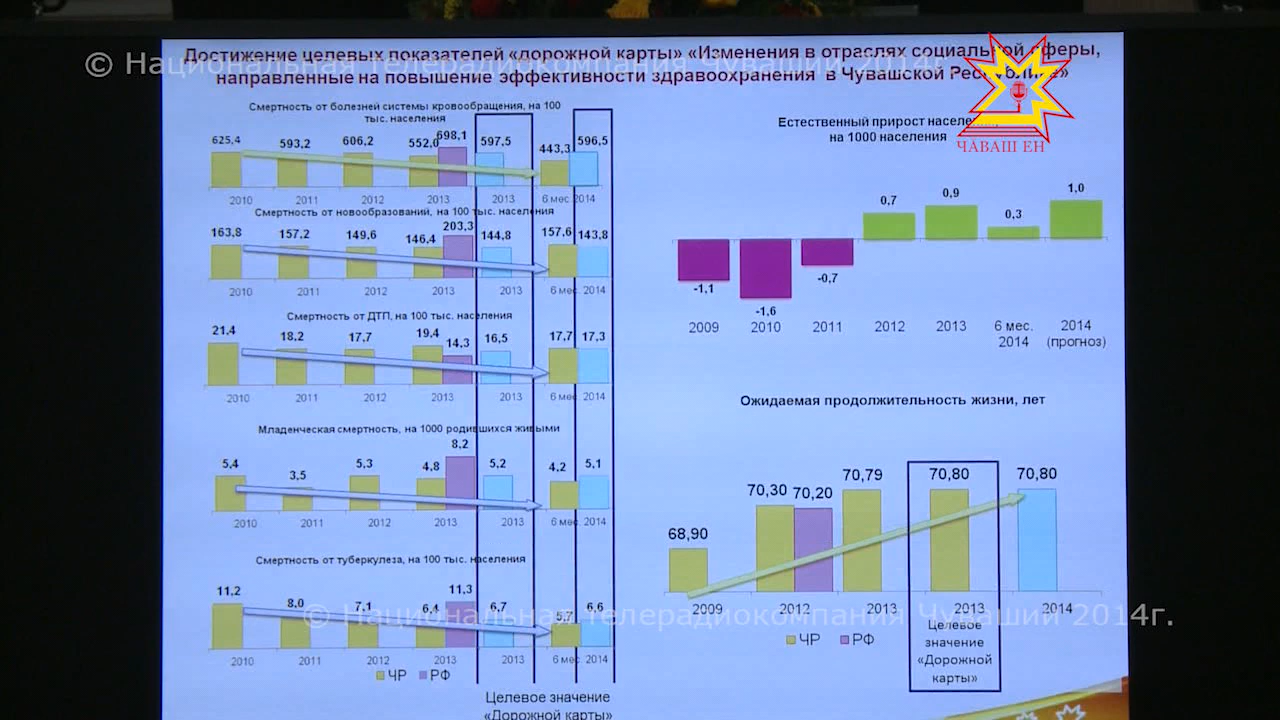 Достижение целевых показателей «дорожной карты» «Изменения в отраслях социальной сферы,
© Национальная телерадиокомпания Чувашии 2014г.
направленные на повышение эффективности здравоохранения в Чувашской Республике»
ЧӐВАШ ЕН
Смертность от болезней системы кровообращения, на 100
тыс. населения
625,4 593,2 606,2 552,0 698,1 597,5 443,3 596,5
2010 2011 2012 2013 2013 6 мес. 2014
Смертность от новообразований, на 100 тыс. населения
163,8 157,2 149,6 146,4 203,3 144,8 157,6 143,8
2010 2011 2012 2013 2013 6 мес. 2014
Смертность от ДТП, на 100 тыс. населения
21,4 18,2 17,7 19,4 14,3 16,5 17,7 17,3
2010 2011 2012 2013 2013 6 мес. 2014
Младенческая смертность, на 1000 родившихся живыми
5,4 3,5 5,3 4,8 8,2 5,2 4,2 5,1
2010 2011 2012 2013 2013 6 мес. 2014
Смертность от туберкулеза, на 100 тыс. населения
11,2 8,0 7,1 6,4 11,3 6,7 5,7 6,6
2010 2011 2012 2013 2013 6 мес. 2014
ЧР РФ
Целевое значение
«Дорожной карты»
Естественный прирост населения,
на 1000 населения
-1,1 -1,6 -0,7 0,7 0,9 0,3 1,0
2009 2010 2011 2012 2013 6 мес. 2014
2014 (прогноз)
Ожидаемая продолжительность жизни, лет
68,90 70,30 70,20 70,79 70,80 70,80
2009 2012 2013 2013 2014
© Национальная телерадиокомпания Чувашии 2014г.
ЧР РФ
Целевое
значение
«Дорожной
карты»